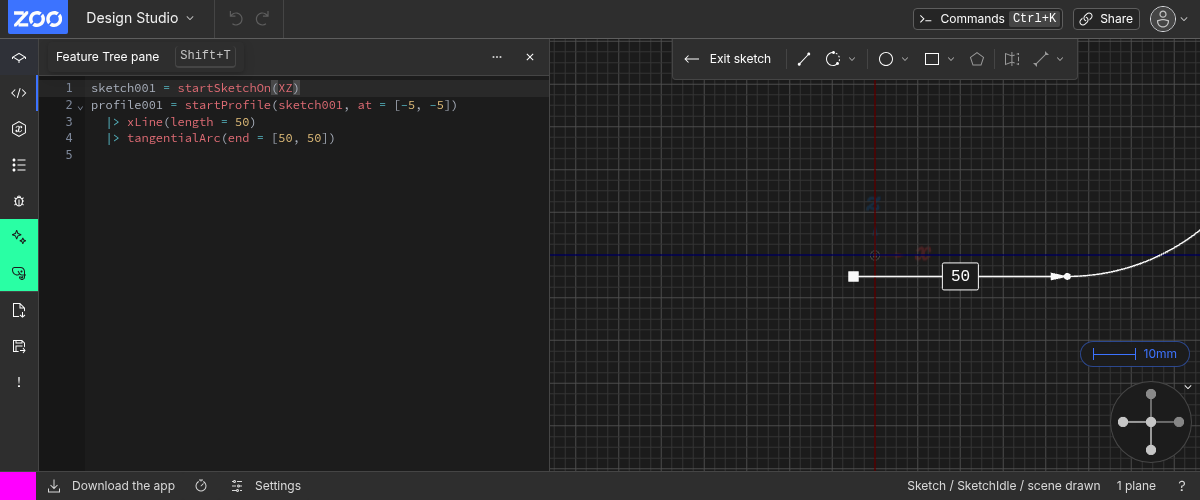 ZOO Design Studio Commands Ctrl+K Share
Feature Tree pane Shift+T
Exit sketch
1 sketch001 = startSketchOn(XZ)
2 profile001 = startProfile(sketch001, at = [-5, -5])
3 |> xLine(length = 50)
4 |> tangentialArc(end = [50, 50])
5
50
10mm
Download the app Settings Sketch / SketchIdle / scene drawn 1 plane ?